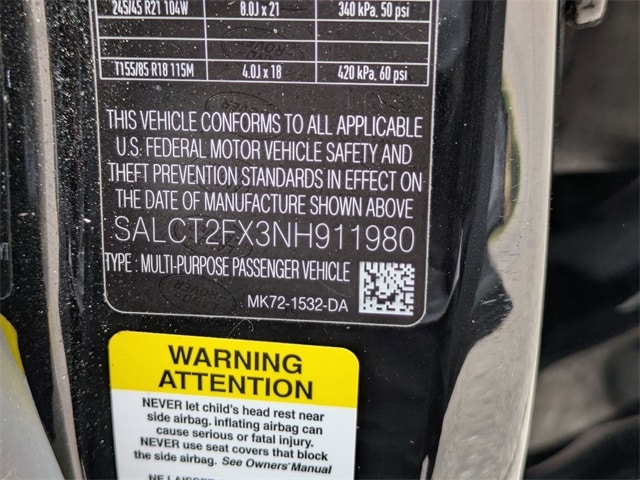 245/45 R21 104W 8.0J x 21 340 kPa, 50 psi
T155/85 R18 115M 4.0J x 18 420 kPa, 60 psi
THIS VEHICLE CONFORMS TO ALL APPLICABLE
U.S. FEDERAL MOTOR VEHICLE SAFETY AND
THEFT PREVENTION STANDARDS IN EFFECT ON
THE DATE OF MANUFACTURE SHOWN ABOVE
SALCT2FX3NH911980
TYPE : MULTI-PURPOSE PASSENGER VEHICLE
MK72-1532-DA
WARNING
ATTENTION
NEVER let child's head rest near
side airbag. inflating airbag can
cause serious or fatal injury.
NEVER use seat covers that block
the side airbag. See Owners' Manual